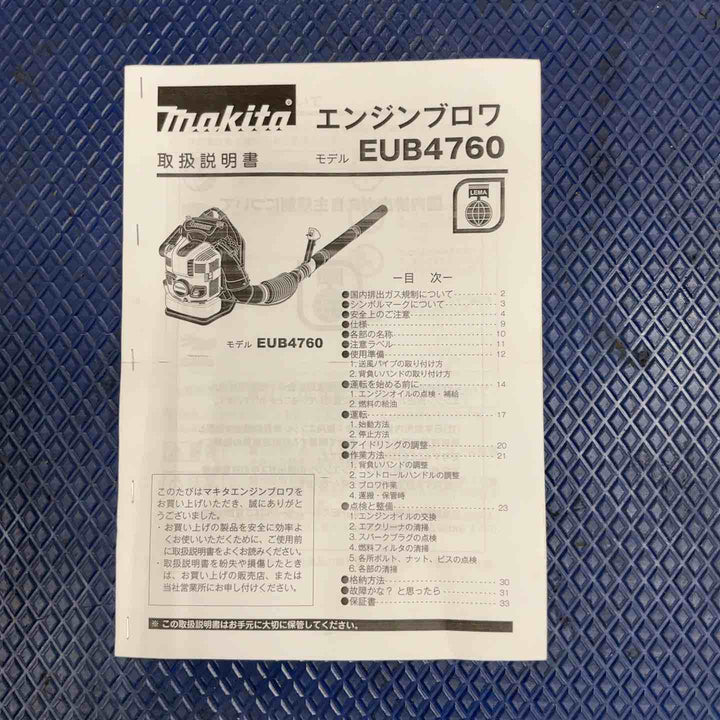 makita®
エンジンブロワ
取扱説明書
モデル EUB4760
LEMA
モデル EUB4760
ー目 次ー
●国内排出ガス規制について 2
●シンボルマークについて 3
●安全上のご注意 4
●仕様 9
●各部の名称 10
●注意ラベル 11
●使用準備 12
1. 送風パイプの取り付け方
2. 背負いバンドの取り付け方
●運転を始める前に 14
1. エンジンオイルの点検・補給
2. 燃料の給油
●運転 17
1. 始動方法
2. 停止方法
●アイドリングの調整 20
●作業方法 21
1. 背負いバンドの調整
2. コントロールハンドルの調整
3. ブロワ作業
4. 運搬・保管時
●点検と整備 23
1. エンジンオイルの交換
2. エアクリーナの清掃
3. スパークプラグの点検
4. 燃料フィルタの清掃
5. 各所ボルト、ナット、ビスの点検
6. 各部の清掃
●格納方法 30
●故障かな？と思ったら 31
●保証書 33
このたびはマキタエンジンブロワを
お買い上げいただき、誠にありがと
うございました。
・お買い上げの製品を安全に効率よ
くお使いいただくために、ご使用前
に取扱説明書をよくお読みください。
・取扱説明書を紛失や損傷したとき
は、お買い上げの販売店、または
当社営業所にお申し付けください。
※ この取扱説明書はお手元に大切に保管してください。